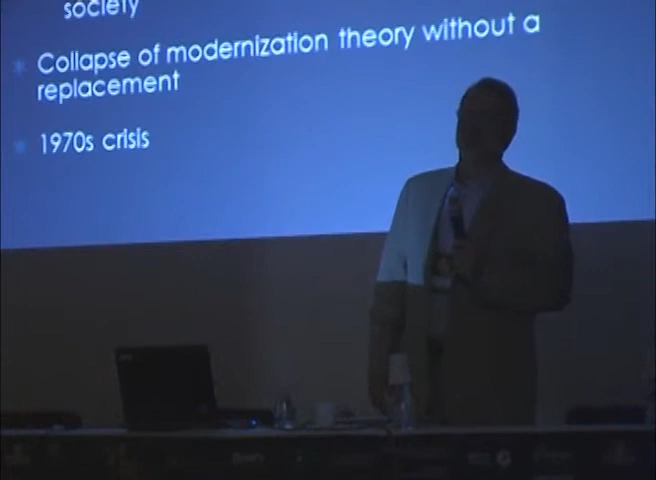 society
Collapse of modernization theory without a
replacement
1970s crisis